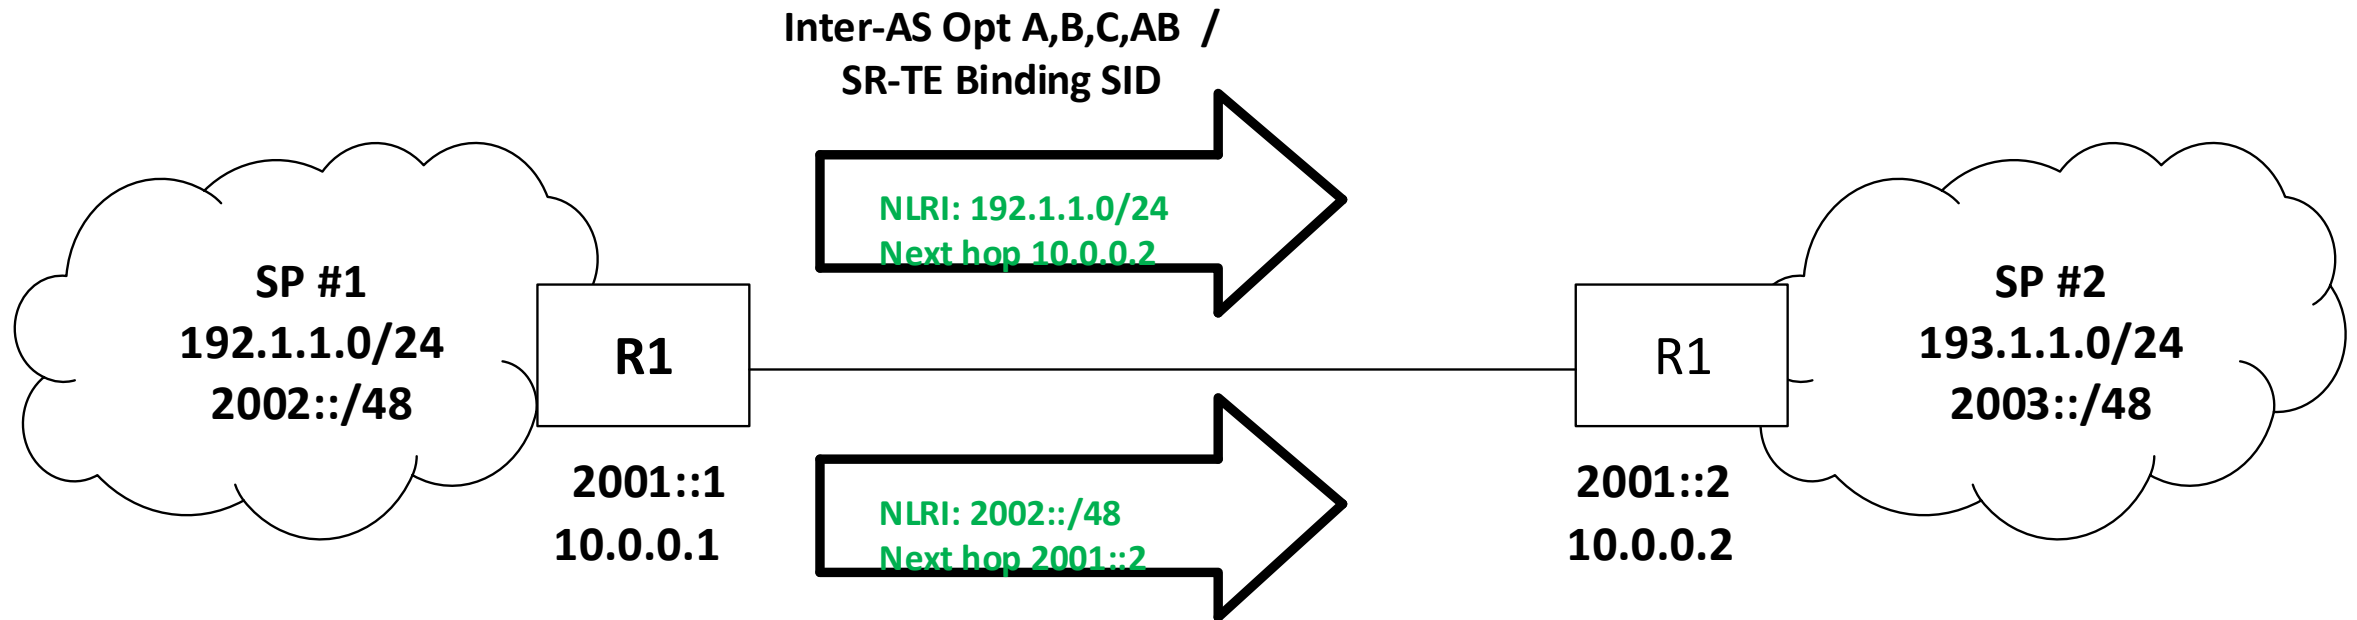 Inter-AS Opt A,B,C,AB /
SR-TE Binding SID
NLRI: 192.1.1.0/24
Next hop 10.0.0.2
SP #1
192.1.1.0/24
2002::/48
R1
R1
SP #2
193.1.1.0/24
2003::/48
2001::1
10.0.0.1
NLRI: 2002::/48
Next hop 2001::2
2001::2
10.0.0.2